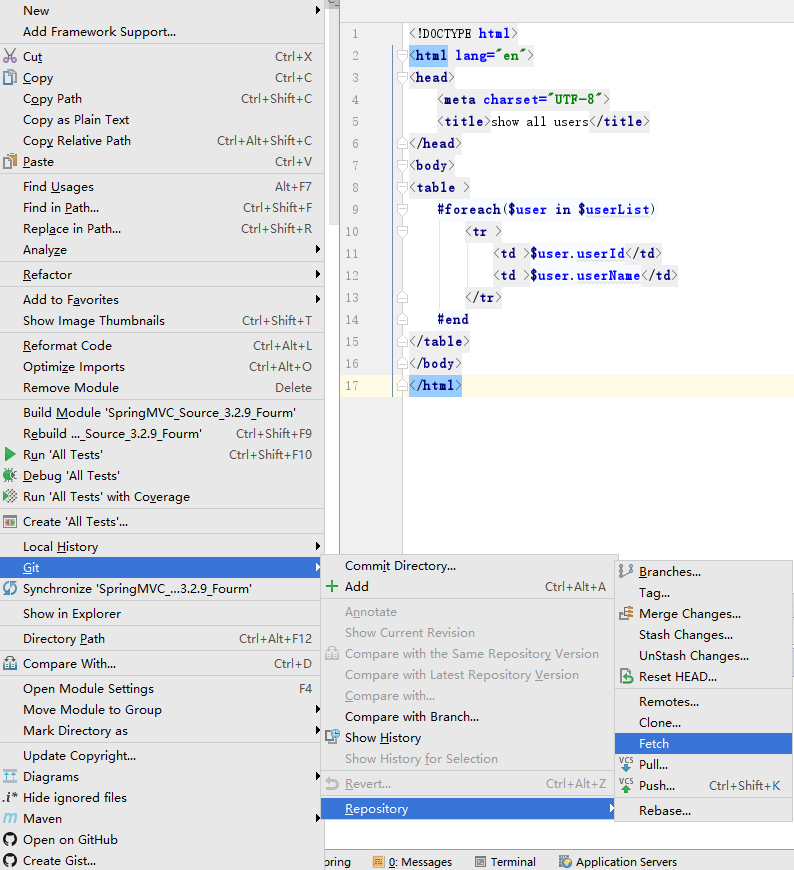 New
Add Framework Support...
Cut Ctrl+X
Copy Ctrl+C
Copy Path Ctrl+Shift+C
Copy as Plain Text
Copy Relative Path Ctrl+Alt+Shift+C
Paste Ctrl+V
Find Usages Alt+F7
Find in Path... Ctrl+Shift+F
Replace in Path... Ctrl+Shift+R
Analyze
Refactor
Add to Favorites
Show Image Thumbnails Ctrl+Shift+T
Reformat Code Ctrl+Alt+L
Optimize Imports Ctrl+Alt+O
Remove Module Delete
Build Module 'SpringMVC_Source_3.2.9_Fourm'
Rebuild ..._Source_3.2.9_Fourm' Ctrl+Shift+F9
Run 'All Tests' Ctrl+Shift+F10
Debug 'All Tests'
Run 'All Tests' with Coverage
Create 'All Tests'...
Local History
Git
Synchronize 'SpringMVC_...3.2.9_Fourm'
Show in Explorer
Directory Path Ctrl+Alt+F12
Compare With... Ctrl+D
Open Module Settings F4
Move Module to Group
Mark Directory as
Update Copyright...
Diagrams
.i* Hide ignored files
m Maven
Open on GitHub
Create Gist...
1 <!DOCTYPE html>
2 <html lang="en">
3 <head>
4 <meta charset="UTF-8">
5 <title>show all users</title>
6 </head>
7 <body>
8 <table >
9 #foreach($user in $userList)
10 <tr >
11 <td >$user.userId</td>
12 <td >$user.userName</td>
13 </tr>
14 #end
15 </table>
16 </body>
17 </html>
Commit Directory...
Add Ctrl+Alt+A
Annotate
Show Current Revision
Compare with the Same Repository Version
Compare with Latest Repository Version
Compare with...
Compare with Branch...
Show History
Show History for Selection
Revert... Ctrl+Alt+Z
Repository
Branches...
Tag...
Merge Changes...
Stash Changes...
UnStash Changes...
Reset HEAD...
Remotes...
Clone...
Fetch
VCS Pull...
VCS Push... Ctrl+Shift+K
Rebase...
pring 0: Messages Terminal Application Servers